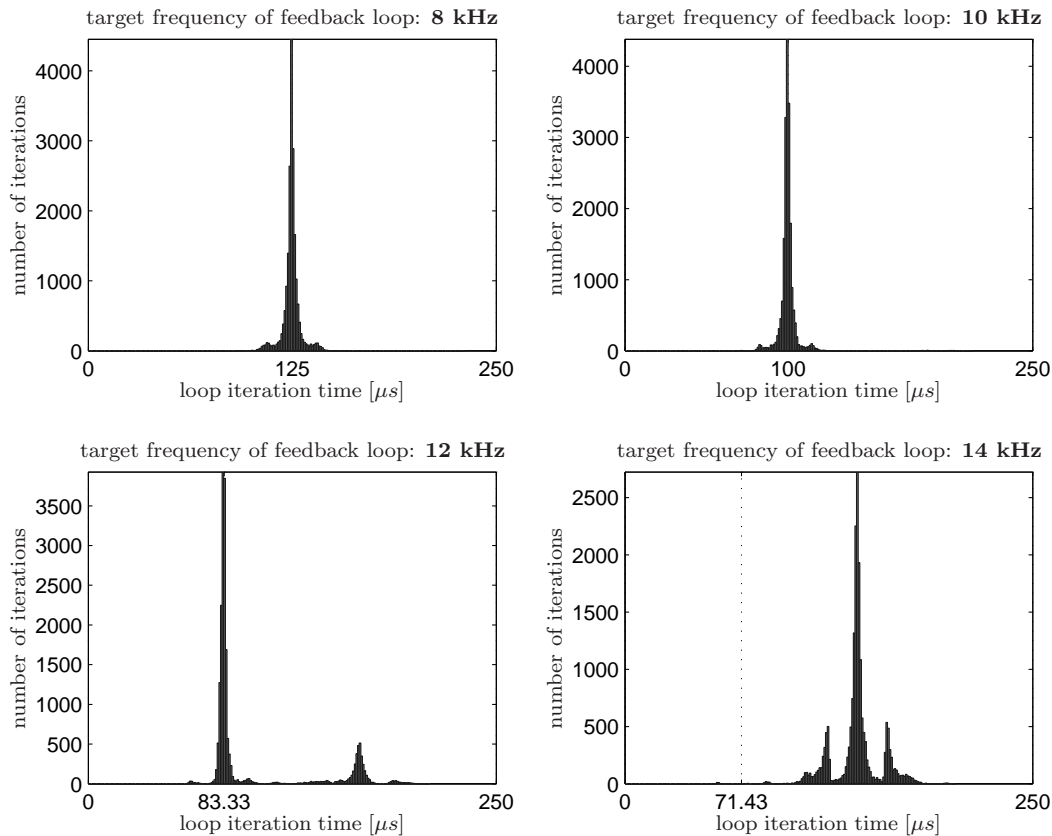 target frequency of feedback loop: 8 kHz
number of iterations
4000
3000
2000
1000
0
0 125 250
loop iteration time [μs]
target frequency of feedback loop: 10 kHz
number of iterations
4000
3000
2000
1000
0
0 100 250
loop iteration time [μs]
target frequency of feedback loop: 12 kHz
number of iterations
3500
3000
2500
2000
1500
1000
500
0
0 83.33 250
loop iteration time [μs]
target frequency of feedback loop: 14 kHz
number of iterations
2500
2000
1500
1000
500
0
0 71.43 250
loop iteration time [μs]